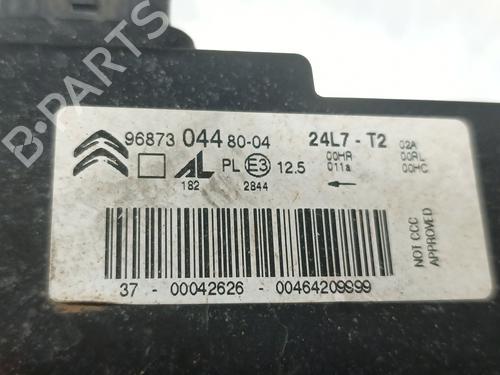 96873 044 80-04 24L7 - T2
02A
00HR 00RL
011a 00HC
AL PL E3 12.5
182 2844
NOT CCC
APPROVED
37 - 00042626 - 00464209999
B-PARTS